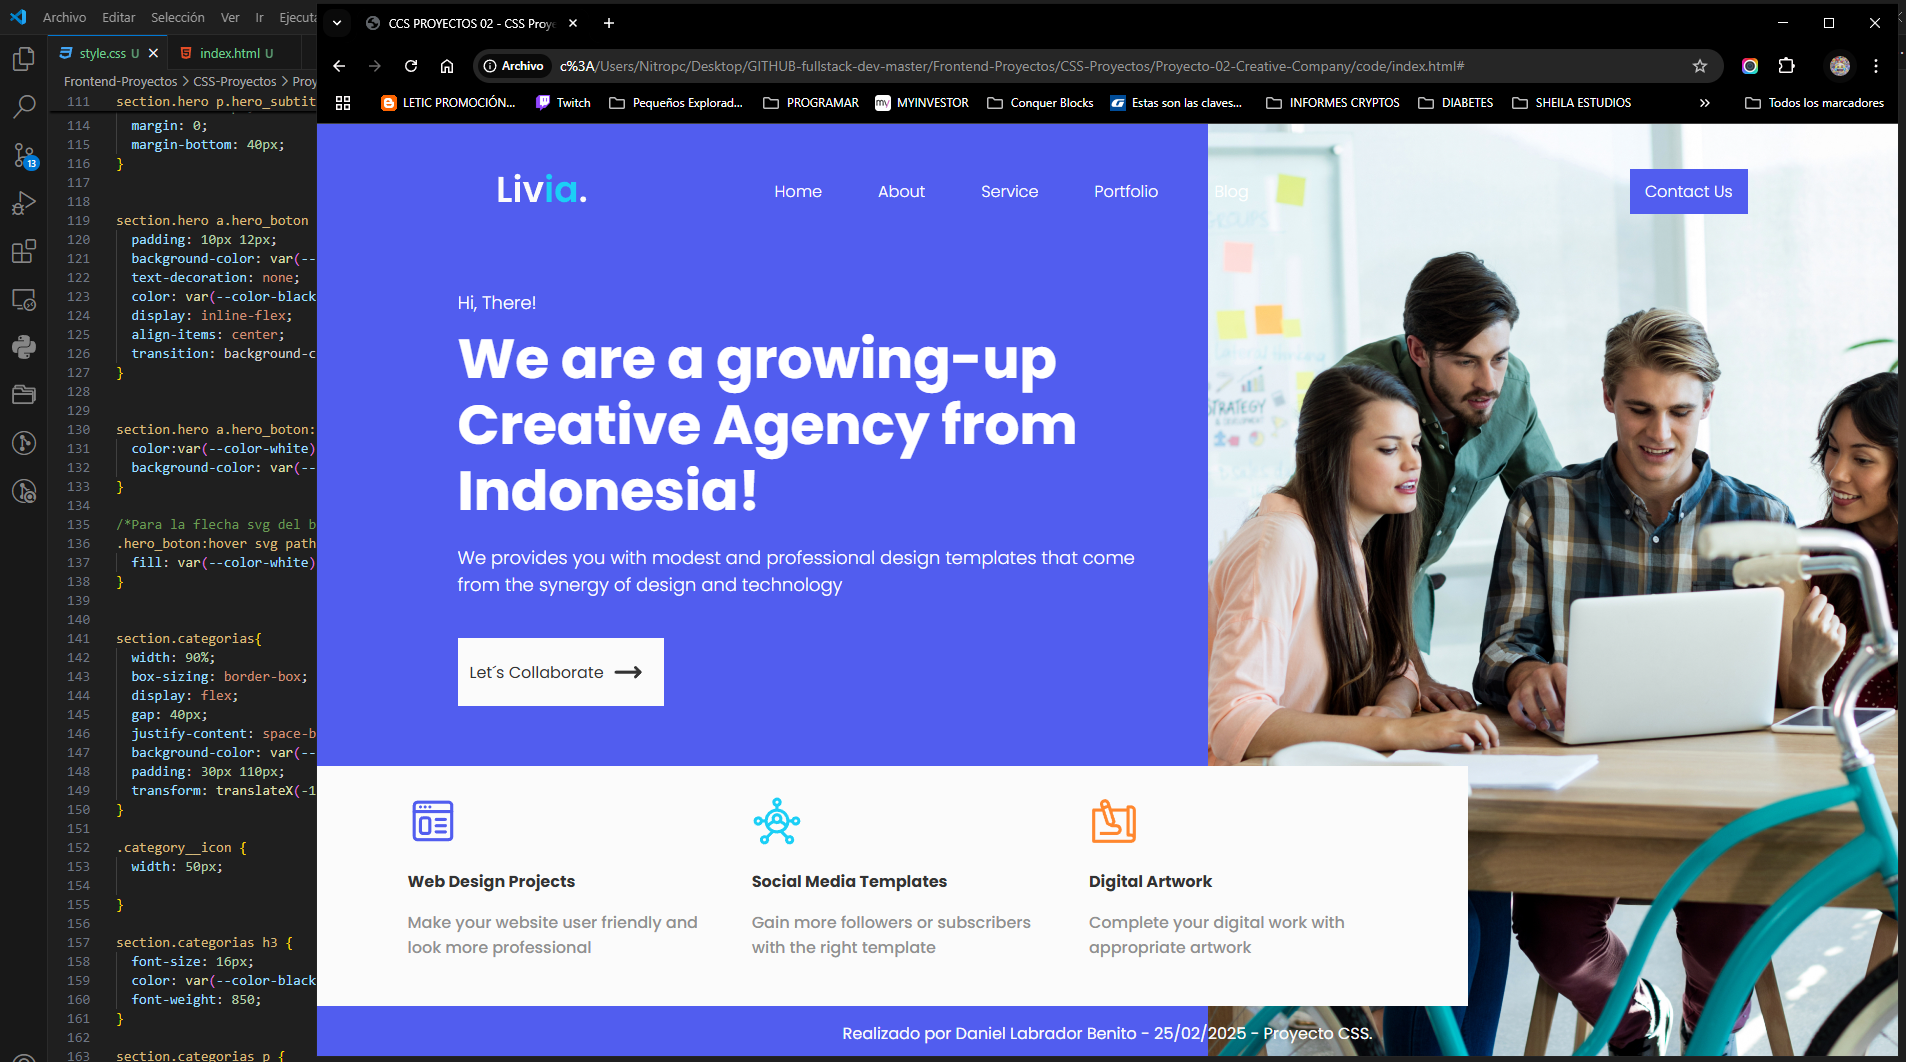 Archivo Editar Selección Ver Ir Ejecuta
style.css U
index.html U
Frontend-Proyectos > CSS-Proyectos > Proy
111 section.hero p.hero_subtit
114 margin: 0;
115 margin-bottom: 40px;
116 }
117
118
119 section.hero a.hero_boton
120 padding: 10px 12px;
121 background-color: var(--
122 text-decoration: none;
123 color: var(--color-black
124 display: inline-flex;
125 align-items: center;
126 transition: background-c
127 }
128
129
130 section.hero a.hero_boton:
131 color:var(--color-white)
132 background-color: var(--
133 }
134
135 /*Para la flecha svg del b
136 .hero_boton:hover svg path
137 fill: var(--color-white)
138 }
139
140
141 section.categorias{
142 width: 90%;
143 box-sizing: border-box;
144 display: flex;
145 gap: 40px;
146 justify-content: space-b
147 background-color: var(--
148 padding: 30px 110px;
149 transform: translateX(-1
150 }
151
152 .category__icon {
153 width: 50px;
154
155 }
156
157 section.categorias h3 {
158 font-size: 16px;
159 color: var(--color-black
160 font-weight: 850;
161 }
162
163 section.categorias p {
13
CCS PROYECTOS 02 - CSS Proye
Archivo c%3A/Users/Nitropc/Desktop/GITHUB-fullstack-dev-master/Frontend-Proyectos/CSS-Proyectos/Proyecto-02-Creative-Company/code/index.html#
LETIC PROMOCIÓN... Twitch Pequeños Explorad... PROGRAMAR my MYINVESTOR Conquer Blocks Estas son las claves... INFORMES CRYPTOS DIABETES SHEILA ESTUDIOS » Todos los marcadores
Livia. Home About Service Portfolio Blog Contact Us
Hi, There!
We are a growing-up
Creative Agency from
Indonesia!
We provides you with modest and professional design templates that come
from the synergy of design and technology
Let´s Collaborate
STRATEGY
Web Design Projects
Make your website user friendly and
look more professional
Social Media Templates
Gain more followers or subscribers
with the right template
Digital Artwork
Complete your digital work with
appropriate artwork
Realizado por Daniel Labrador Benito - 25/02/2025 - Proyecto CSS.